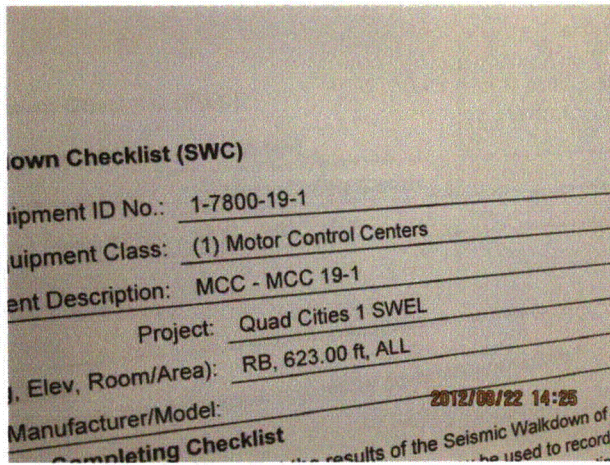 down Checklist (SWC)
uipment ID No.: 1-7800-19-1
uipment Class: (1) Motor Control Centers
ent Description: MCC - MCC 19-1
Project: Quad Cities 1 SWEL
, Elev, Room/Area): RB, 623.00 ft, ALL
Manufacturer/Model:
2012/08/22 14:25
Completing Checklist
the results of the Seismic Walkdown of
be used to record